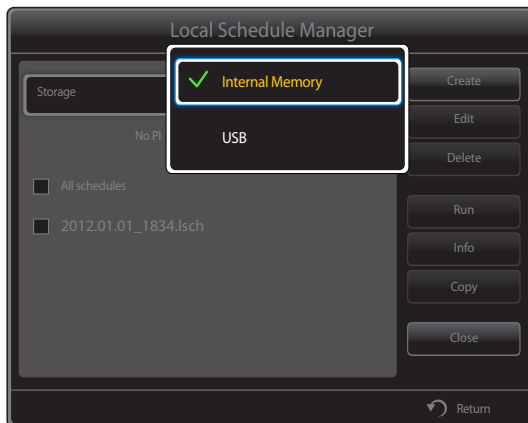 Local Schedule Manager
Storage
Internal Memory
USB
No Pl
All schedules
2012.01.01_1834.lsch
Create
Edit
Delete
Run
Info
Copy
Close
Return